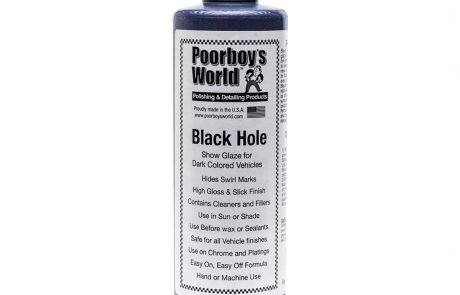 Poorboy's
World™
Polishing & Detailing Products
Proudly made in the U.S.A.
www.poorboysworld.com
Black Hole
Show Glaze for
Dark Colored Vehicles
Hides Swirl Marks
High Gloss & Slick Finish
Contains Cleaners and Fillers
Use in Sun or Shade
Use Before wax or Sealants
Safe for all Vehicle finishes
Use on Chrome and Platings
Easy On, Easy Off Formula
Hand or Machine Use